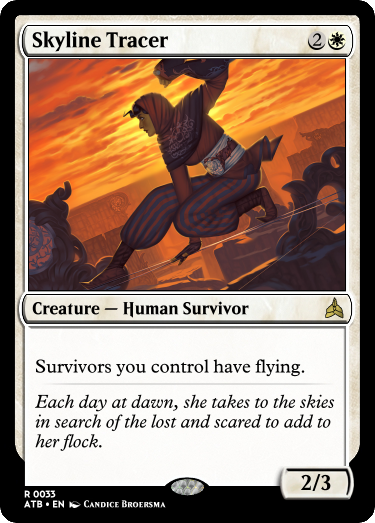 Skyline Tracer 2
Creature — Human Survivor
Survivors you control have flying.
Each day at dawn, she takes to the skies
in search of the lost and scared to add to
her flock.
2/3
R 0033
ATB • EN Candice Broersma